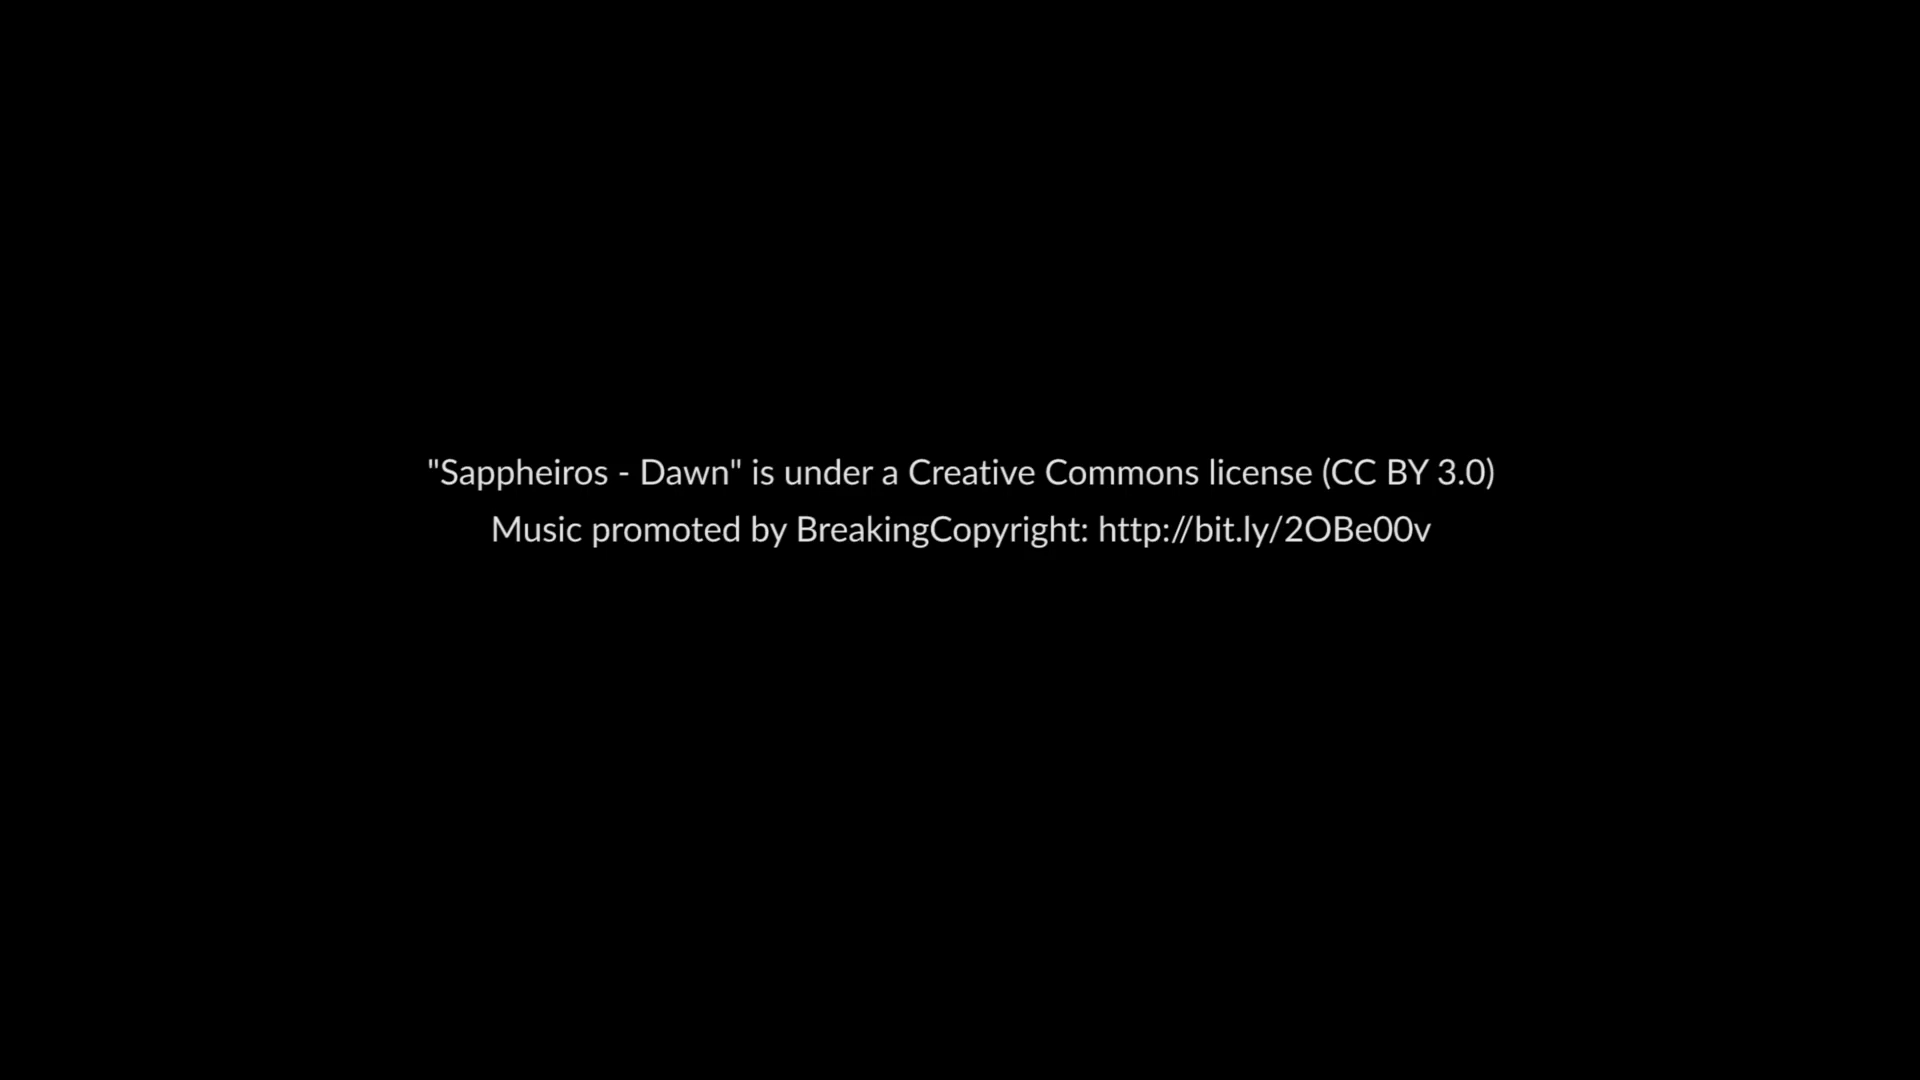 "Sappheiros - Dawn" is under a Creative Commons license (CC BY 3.0)
Music promoted by BreakingCopyright: http://bit.ly/2OBe00v